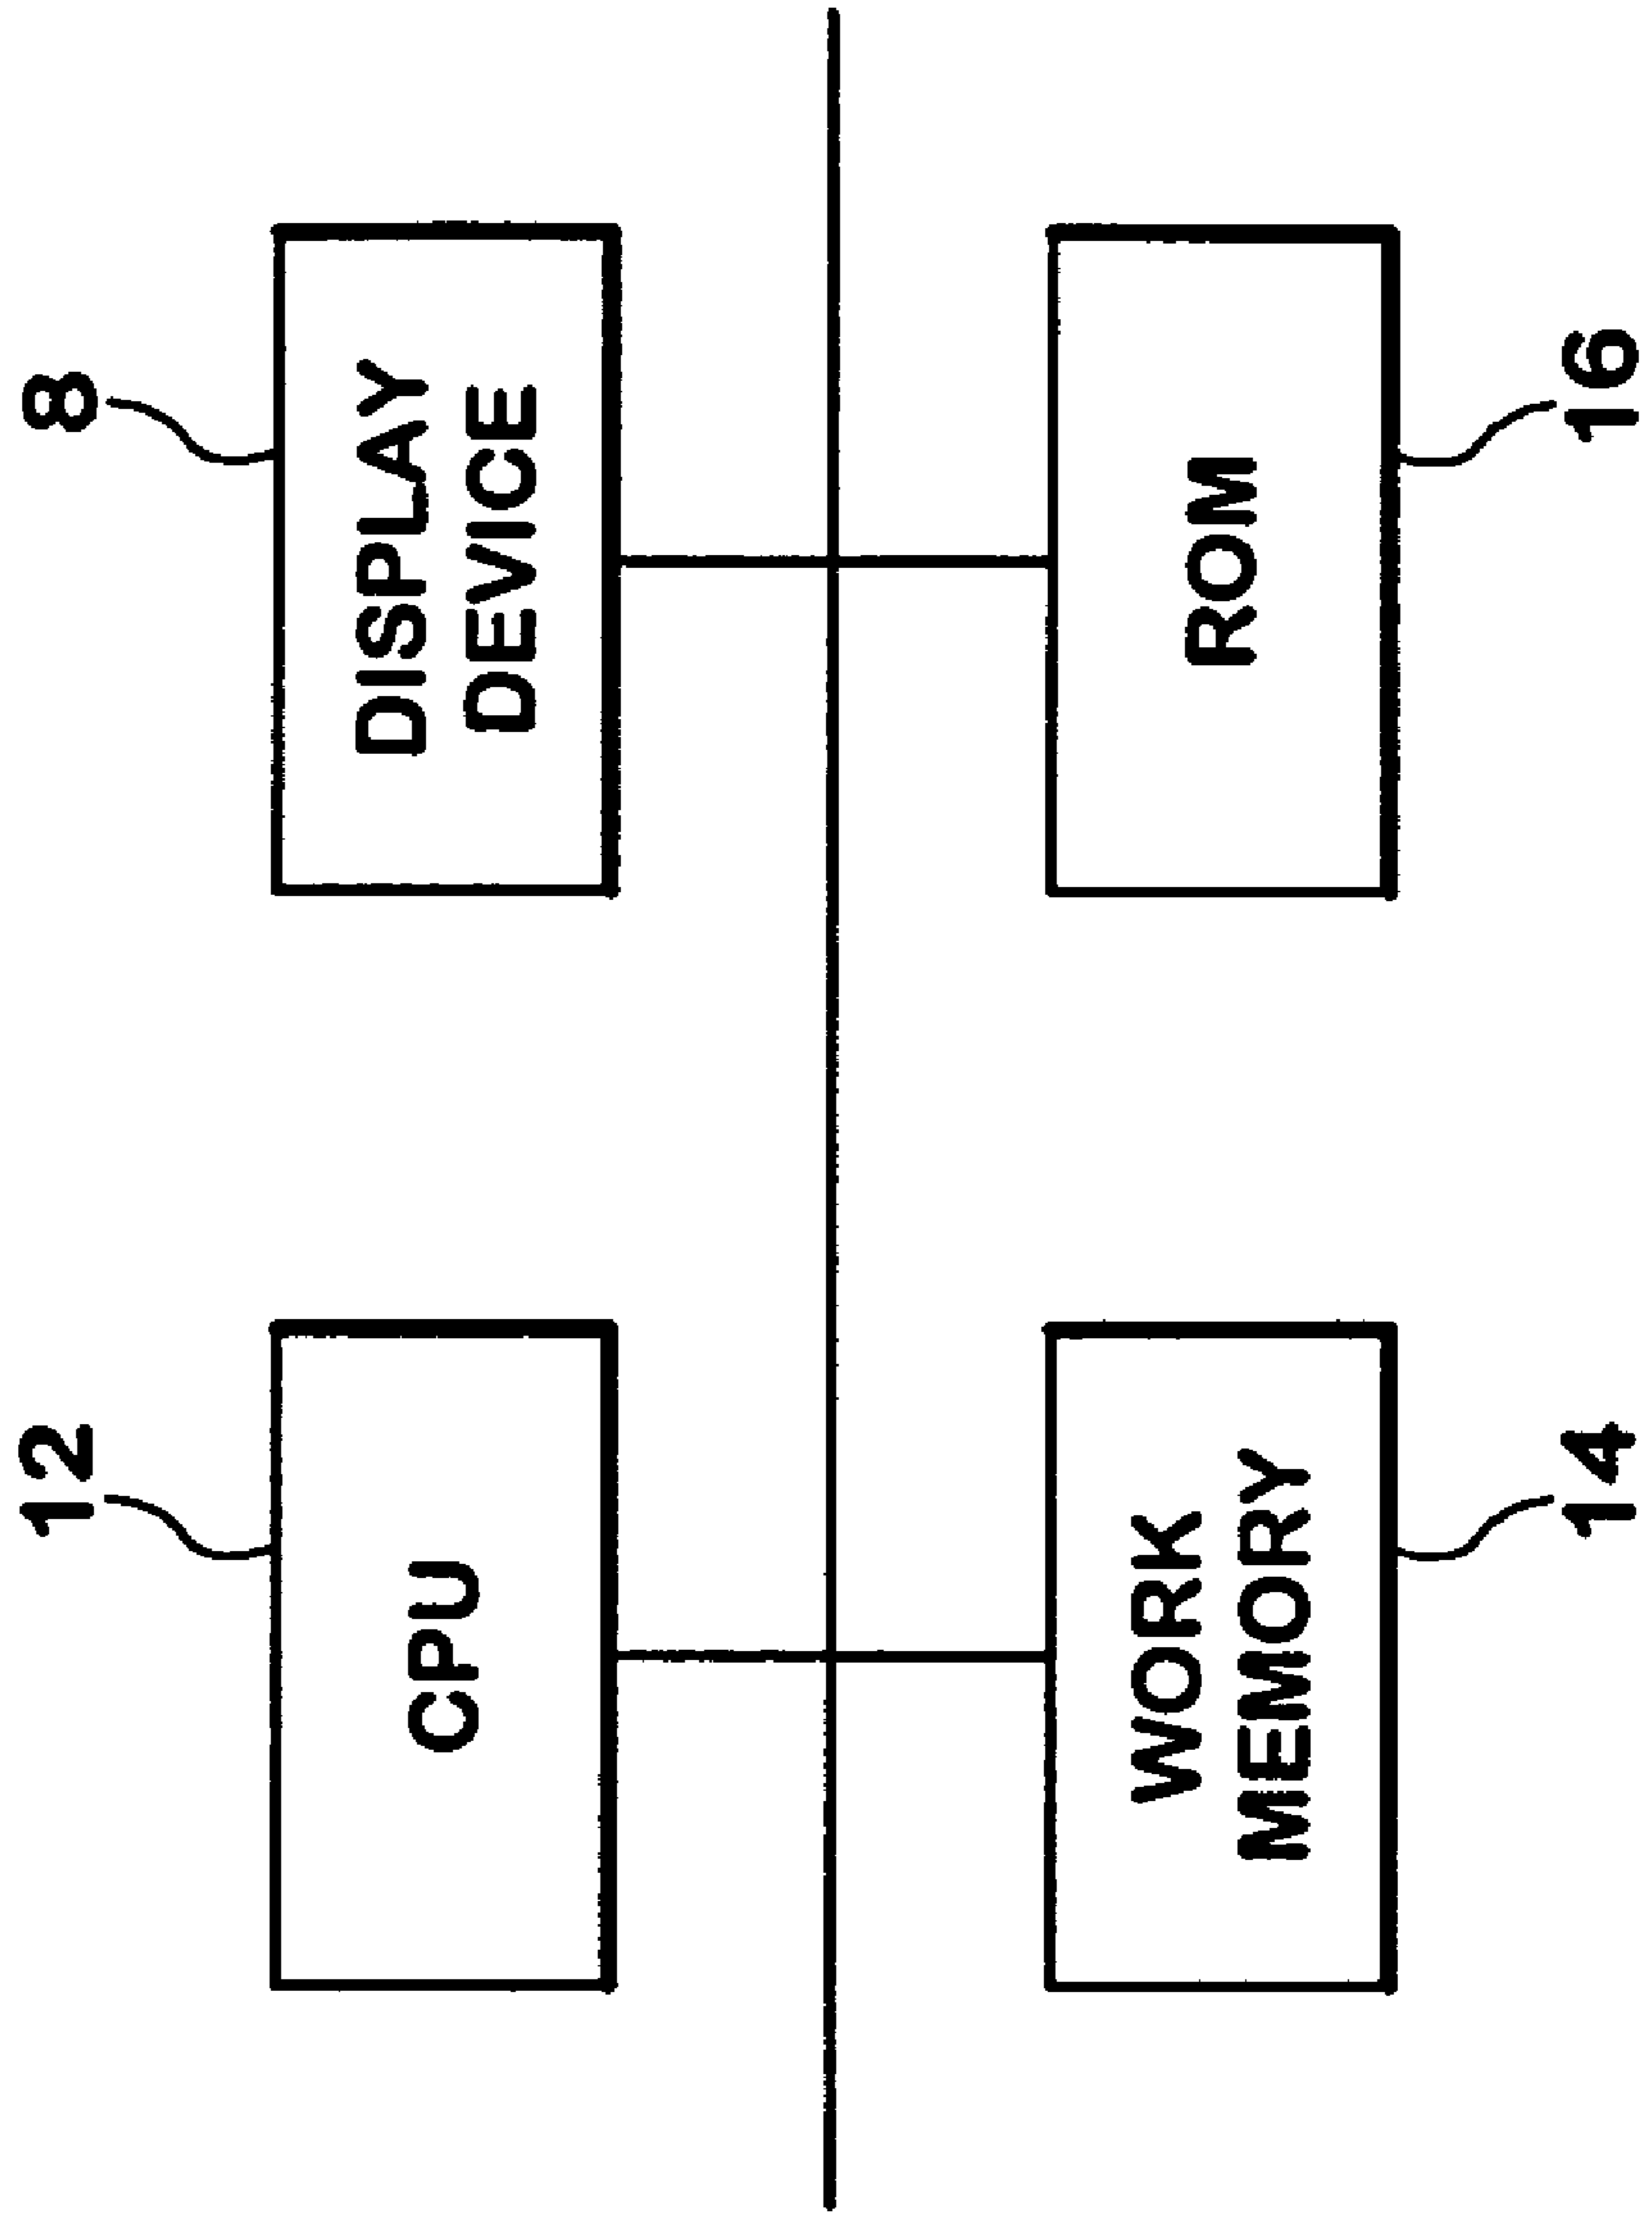 12
8
CPU
DISPLAY
DEVICE
WORK
MEMORY
ROM
14
16